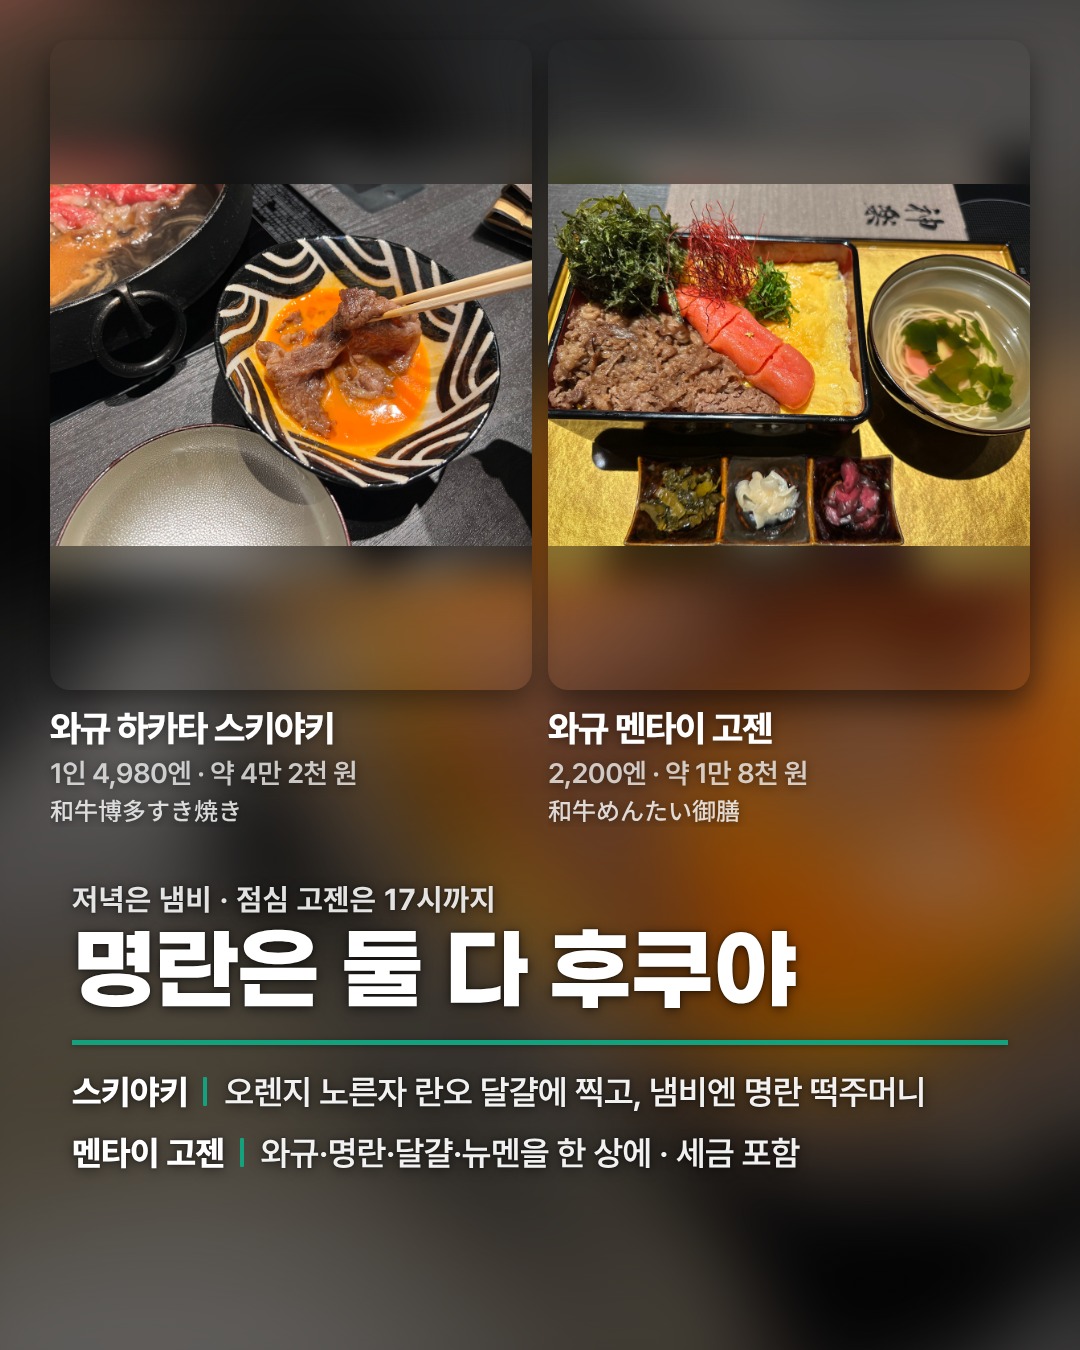 神楽
와규 하카타 스키야키
1인 4,980엔 · 약 4만 2천 원
和牛博多すき焼き
와규 멘타이 고젠
2,200엔 · 약 1만 8천 원
和牛めんたい御膳
저녁은 냄비 · 점심 고젠은 17시까지
명란은 둘 다 후쿠야
스키야키 | 오렌지 노른자 란오 달걀에 찍고, 냄비엔 명란 떡주머니
멘타이 고젠 | 와규·명란·달걀·뉴멘을 한 상에 · 세금 포함